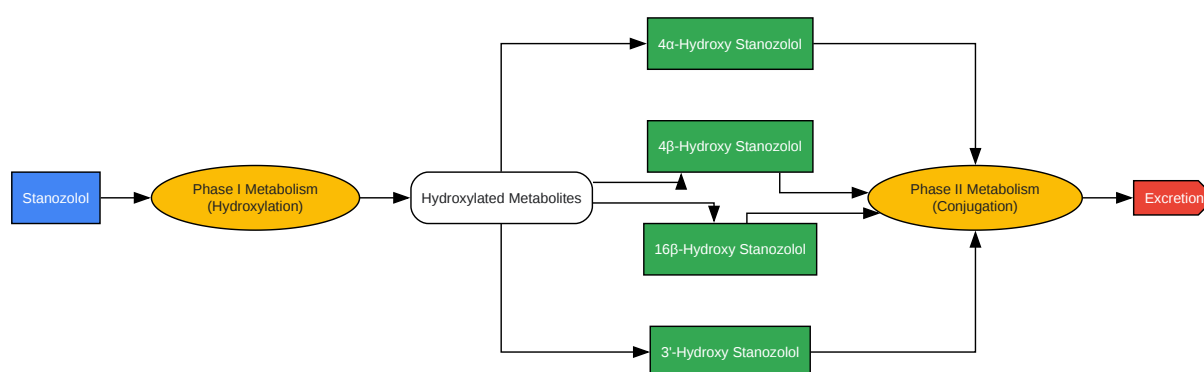 Stanozolol
Phase I Metabolism
(Hydroxylation)
Hydroxylated Metabolites
4α-Hydroxy Stanozolol
4β-Hydroxy Stanozolol
16β-Hydroxy Stanozolol
3'-Hydroxy Stanozolol
Phase II Metabolism
(Conjugation)
Excretion